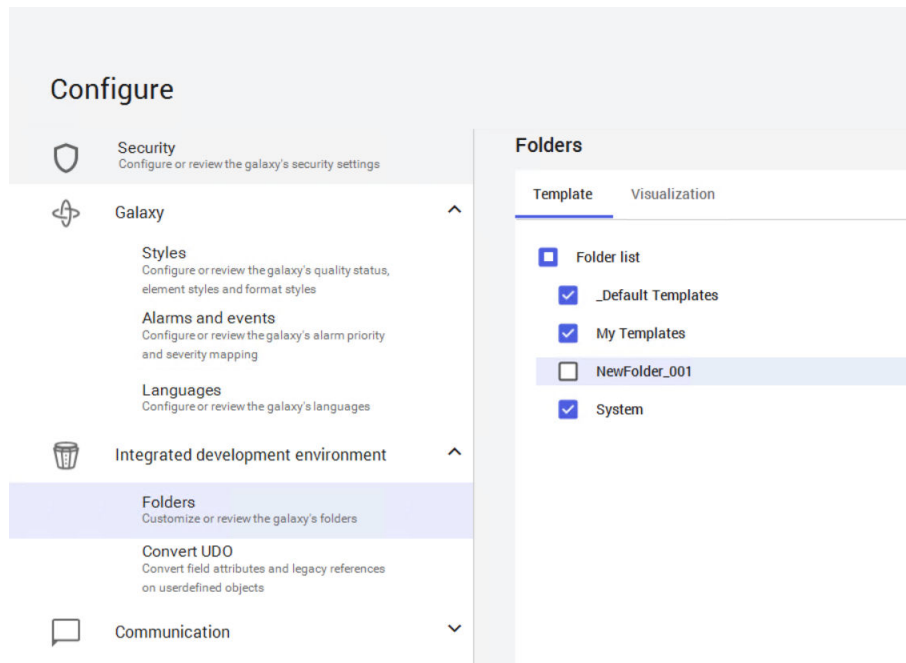 Configure
Security
Configure or review the galaxy's security settings
Galaxy
Styles
Configure or review the galaxy's quality status,
element styles and format styles
Alarms and events
Configure or review the galaxy's alarm priority
and severity mapping
Languages
Configure or review the galaxy's languages
Integrated development environment
Folders
Customize or review the galaxy's folders
Convert UDO
Convert field attributes and legacy references
on userdefined objects
Communication
Folders
Template Visualization
Folder list
_Default Templates
My Templates
NewFolder_001
System